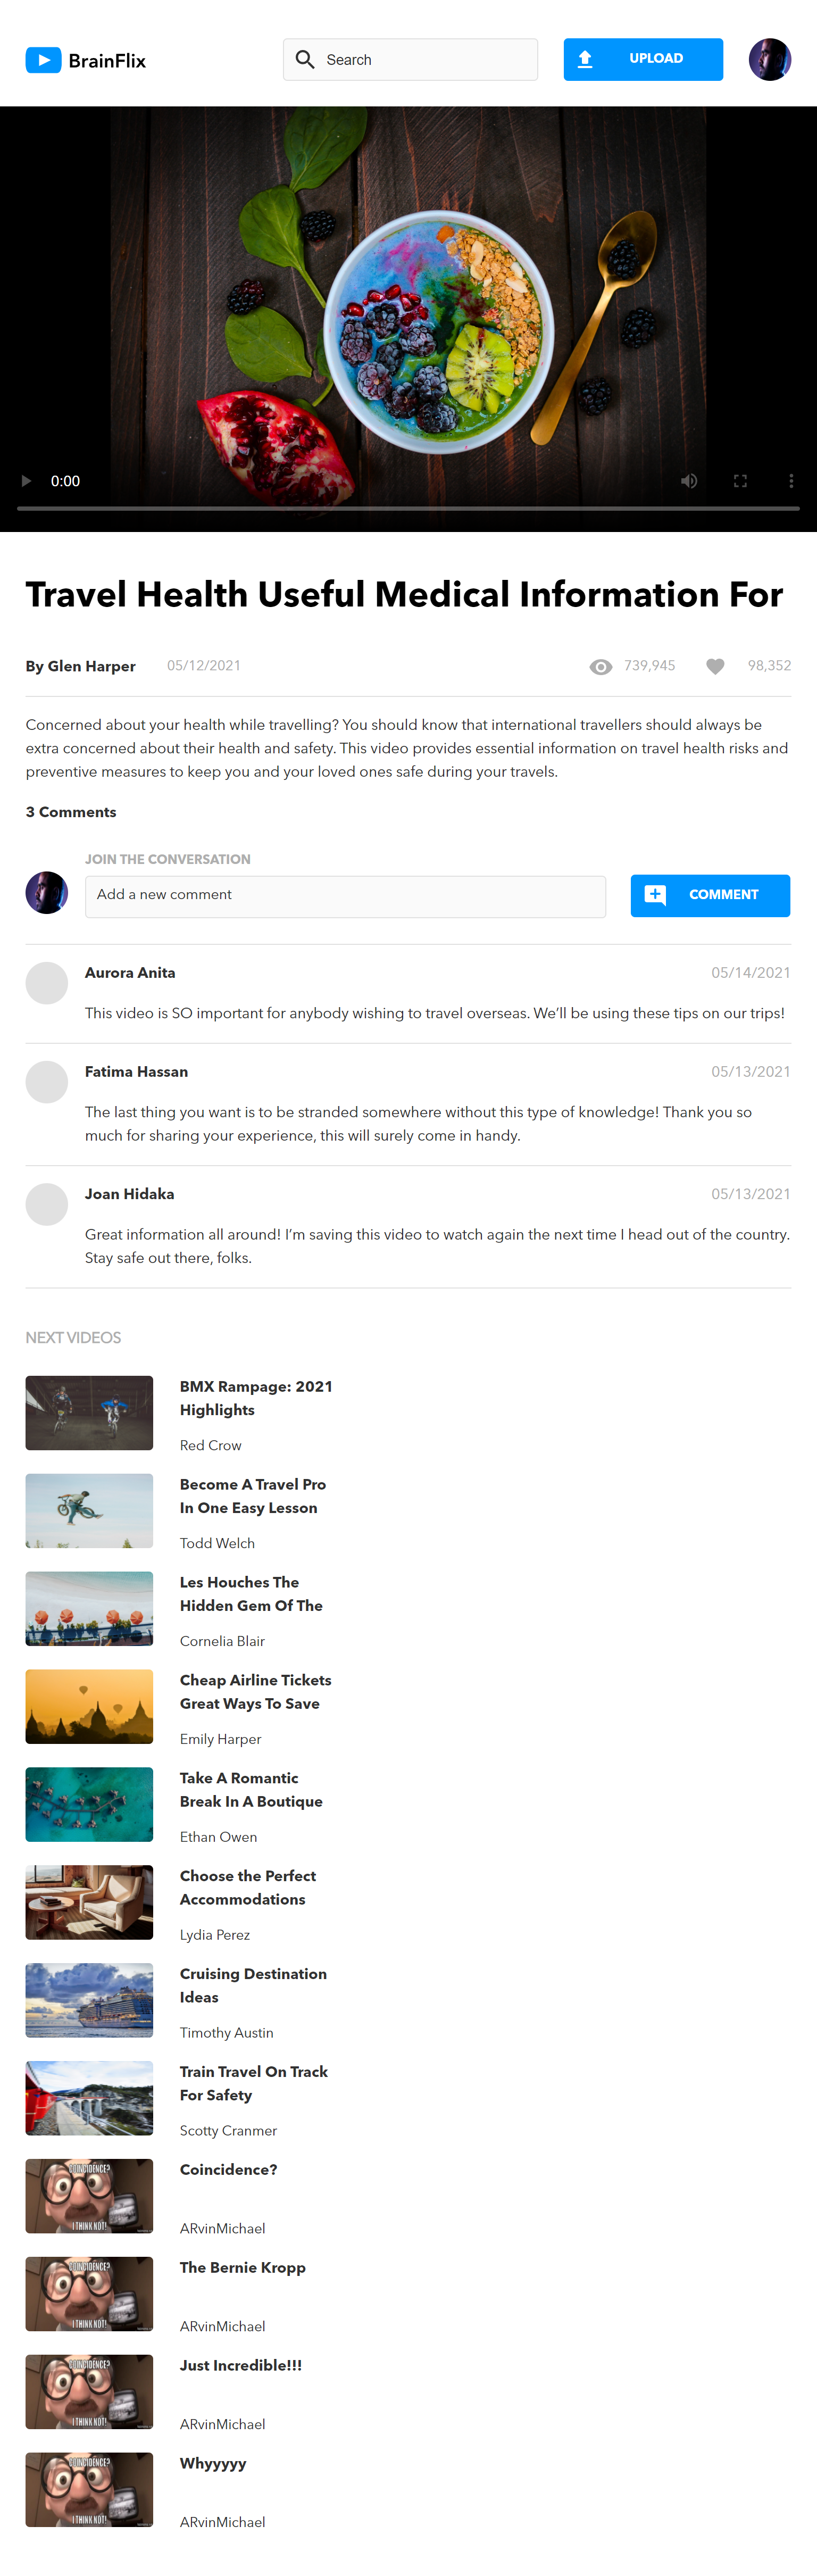 BrainFlix
Search
UPLOAD
0:00
Travel Health Useful Medical Information For
By Glen Harper
05/12/2021
739,945
98,352
Concerned about your health while travelling? You should know that international travellers should always be
extra concerned about their health and safety. This video provides essential information on travel health risks and
preventive measures to keep you and your loved ones safe during your travels.
3 Comments
JOIN THE CONVERSATION
Add a new comment
COMMENT
Aurora Anita
05/14/2021
This video is SO important for anybody wishing to travel overseas. We’ll be using these tips on our trips!
Fatima Hassan
05/13/2021
The last thing you want is to be stranded somewhere without this type of knowledge! Thank you so
much for sharing your experience, this will surely come in handy.
Joan Hidaka
05/13/2021
Great information all around! I’m saving this video to watch again the next time I head out of the country.
Stay safe out there, folks.
NEXT VIDEOS
BMX Rampage: 2021
Highlights
Red Crow
Become A Travel Pro
In One Easy Lesson
Todd Welch
Les Houches The
Hidden Gem Of The
Cornelia Blair
Cheap Airline Tickets
Great Ways To Save
Emily Harper
Take A Romantic
Break In A Boutique
Ethan Owen
Choose the Perfect
Accommodations
Lydia Perez
Cruising Destination
Ideas
Timothy Austin
Train Travel On Track
For Safety
Scotty Cranmer
COINCIDENCE?
I THINK NOT!
Coincidence?
ARvinMichael
COINCIDENCE?
I THINK NOT!
The Bernie Kropp
ARvinMichael
COINCIDENCE?
I THINK NOT!
Just Incredible!!!
ARvinMichael
COINCIDENCE?
I THINK NOT!
Whyyyyy
ARvinMichael